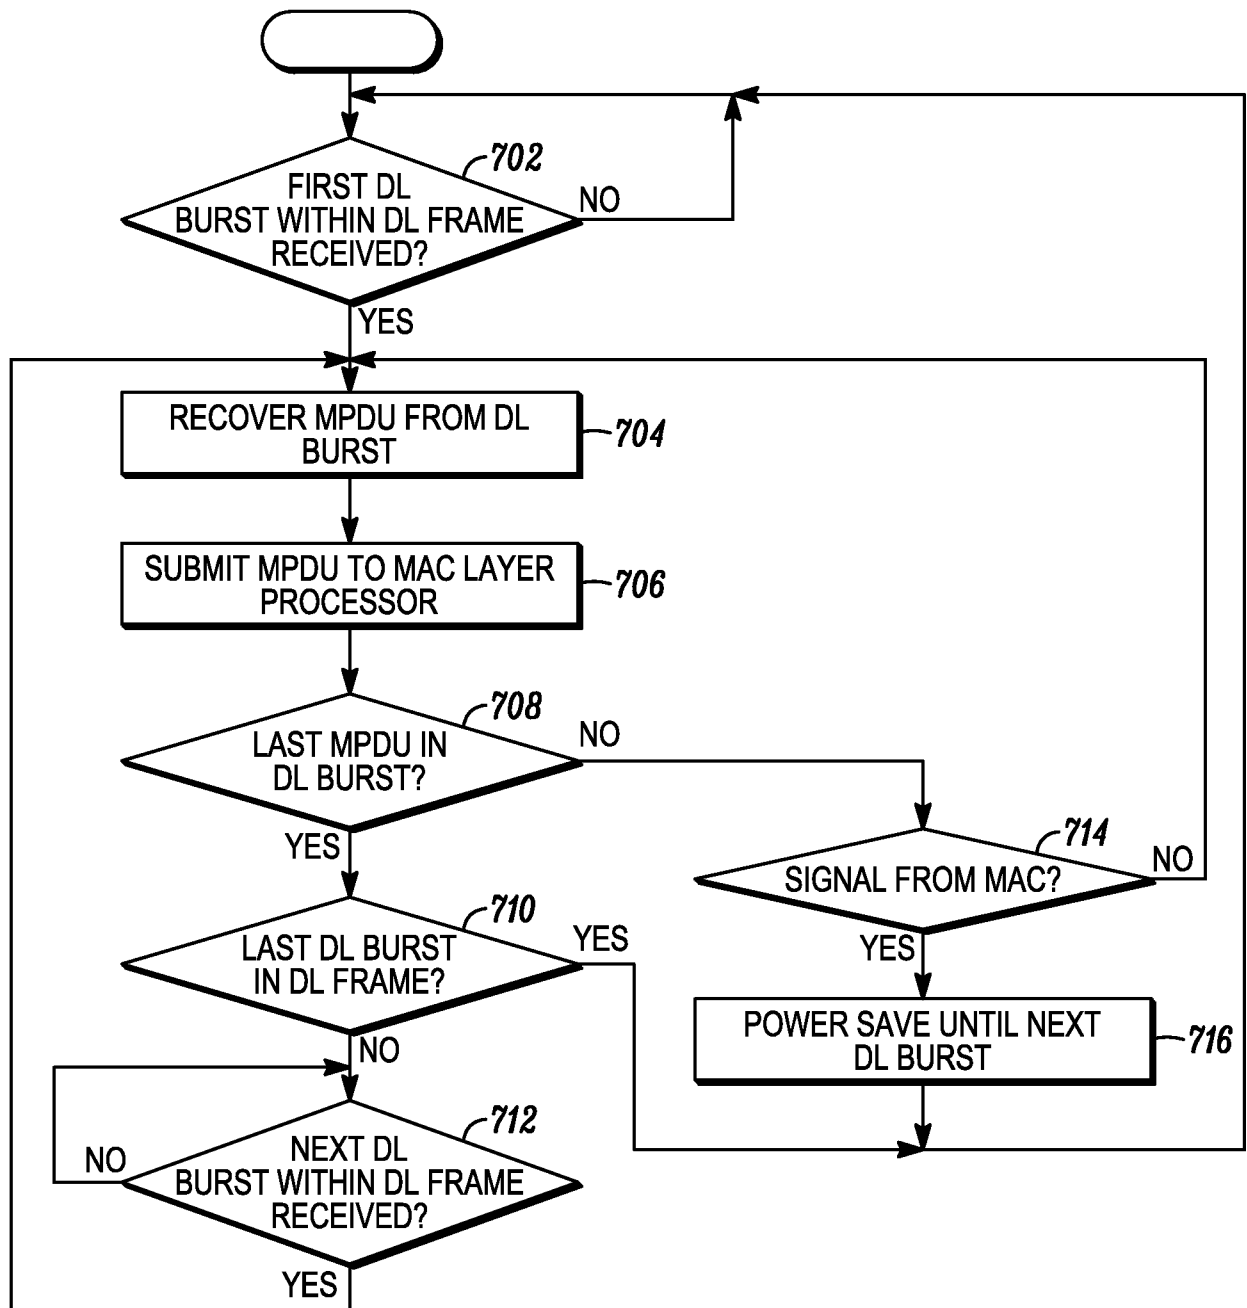 702
FIRST DL
BURST WITHIN DL FRAME
RECEIVED?
NO
YES
RECOVER MPDU FROM DL
BURST
704
SUBMIT MPDU TO MAC LAYER
PROCESSOR
706
708
LAST MPDU IN
DL BURST?
NO
YES
714
SIGNAL FROM MAC?
NO
YES
710
LAST DL BURST
IN DL FRAME?
YES
NO
POWER SAVE UNTIL NEXT
DL BURST
716
712
NEXT DL
BURST WITHIN DL FRAME
RECEIVED?
NO
YES